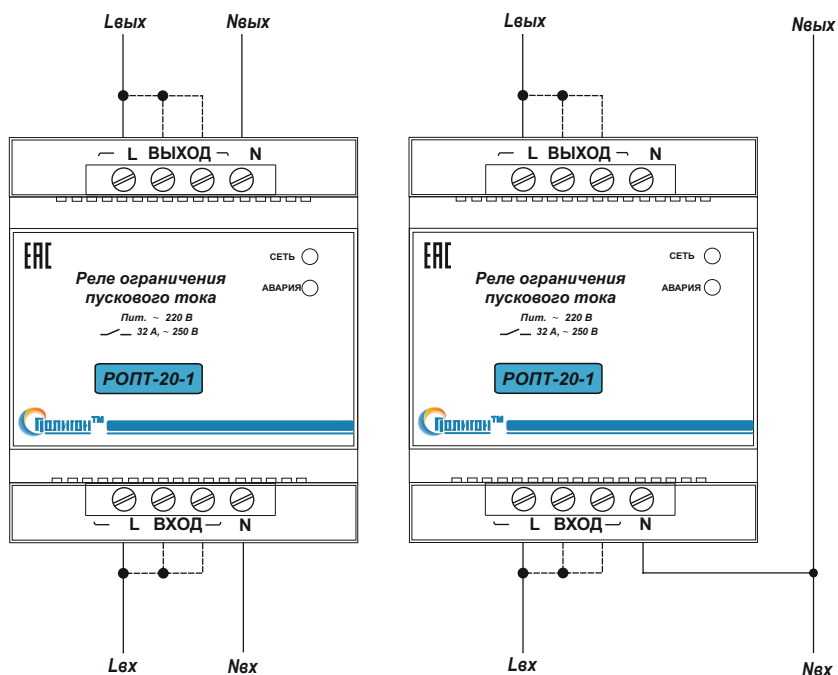 Lвых Nвых
L ВЫХОД N
ЕАС
СЕТЬ
Реле ограничения
АВАРИЯ
пускового тока
Пит. ~ 220 В
32 А, ~ 250 В
РОПТ-20-1
Полигон™
L ВХОД N
Lвх Nвх
Lвых Nвых
L ВЫХОД N
ЕАС
СЕТЬ
Реле ограничения
АВАРИЯ
пускового тока
Пит. ~ 220 В
32 А, ~ 250 В
РОПТ-20-1
Полигон™
L ВХОД N
Lвх Nвх